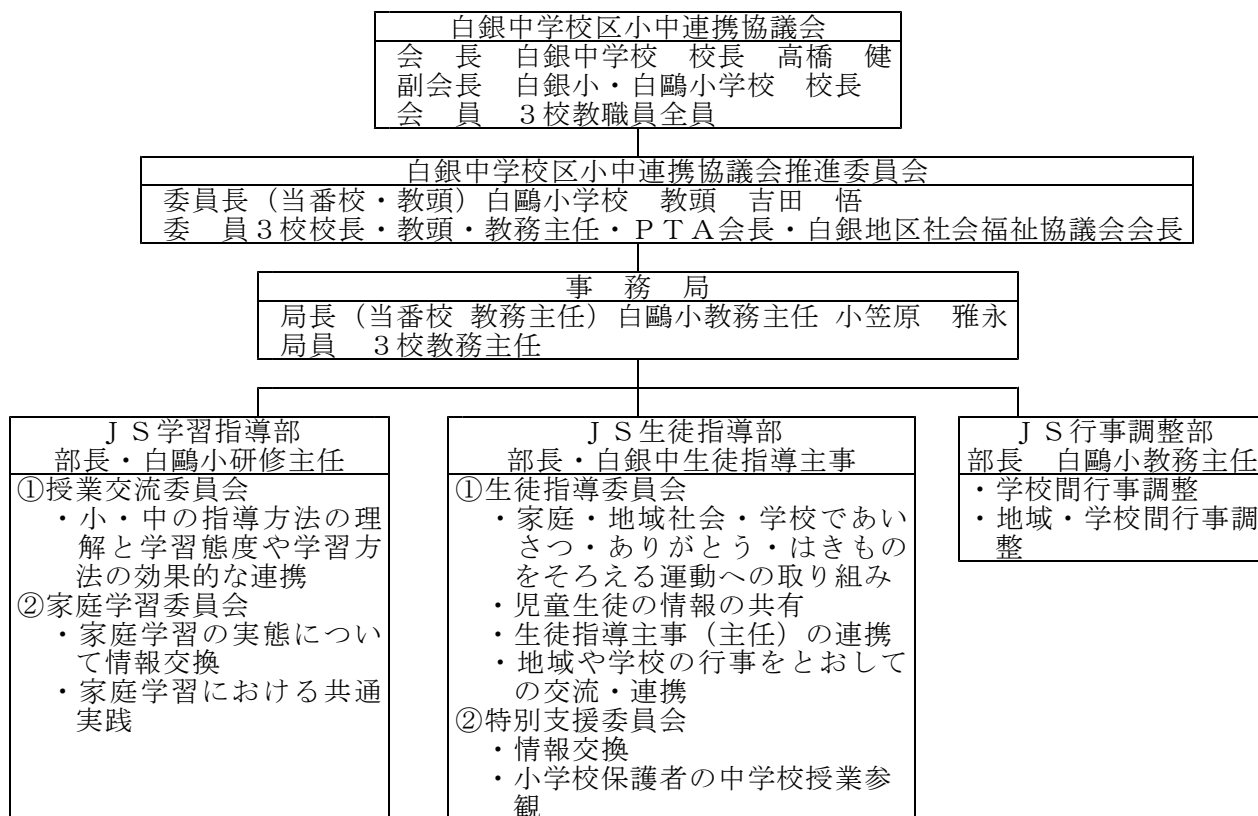 白銀中学校区小中連携協議会
会　長　白銀中学校　校長　高橋　健
副会長　白銀小・白鷗小学校　校長
会　員　３校教職員全員
白銀中学校区小中連携協議会推進委員会
委員長（当番校・教頭）白鷗小学校　教頭　吉田　悟
委　員３校校長・教頭・教務主任・ＰＴＡ会長・白銀地区社会福祉協議会会長
事　務　局
局長（当番校 教務主任）白鷗小教務主任 小笠原　雅永
局員　３校教務主任
ＪＳ学習指導部
部長・白鷗小研修主任
①授業交流委員会
・小・中の指導方法の理
解と学習態度や学習方
法の効果的な連携
②家庭学習委員会
・家庭学習の実態につい
て情報交換
・家庭学習における共通
実践
ＪＳ生徒指導部
部長・白銀中生徒指導主事
①生徒指導委員会
・家庭・地域社会・学校であい
さつ・ありがとう・はきもの
をそろえる運動への取り組み
・児童生徒の情報の共有
・生徒指導主事（主任）の連携
・地域や学校の行事をとおして
の交流・連携
②特別支援委員会
・情報交換
・小学校保護者の中学校授業参
観
ＪＳ行事調整部
部長　白鷗小教務主任
・学校間行事調整
・地域・学校間行事調
整